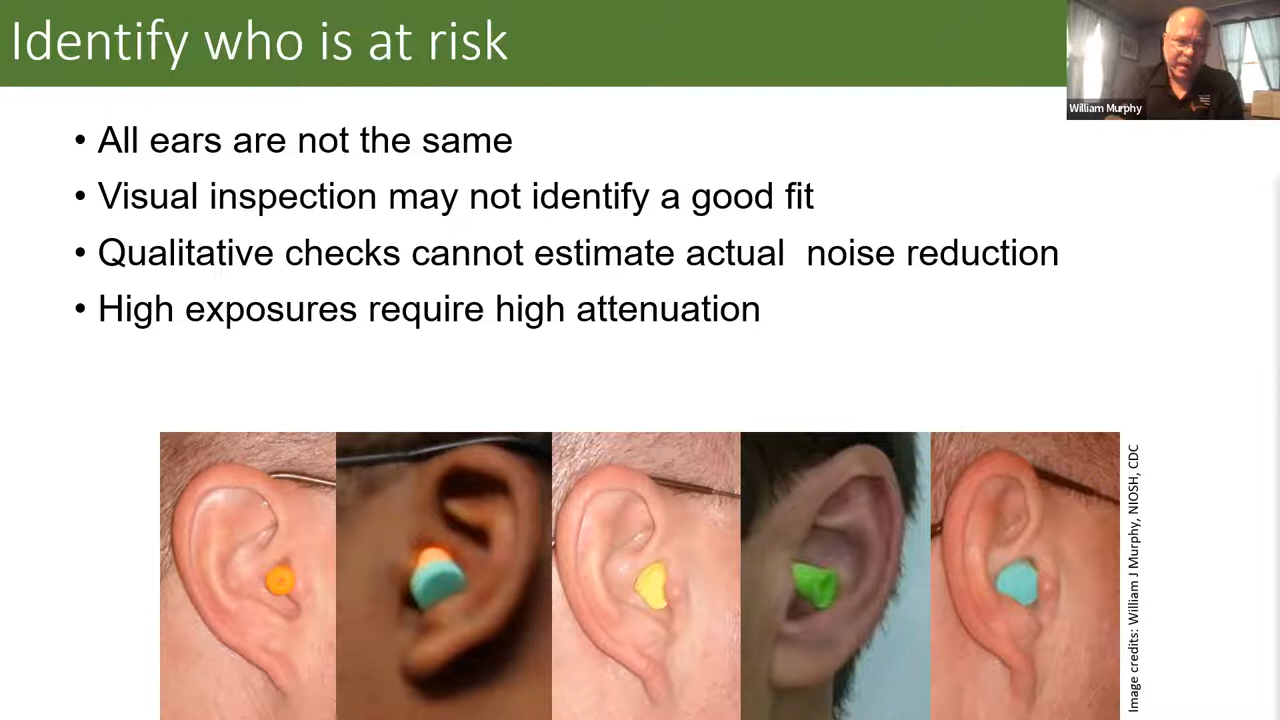 Identify who is at risk
William Murphy
• All ears are not the same
• Visual inspection may not identify a good fit
• Qualitative checks cannot estimate actual  noise reduction
• High exposures require high attenuation
Image credits: William J Murphy, NIOSH, CDC